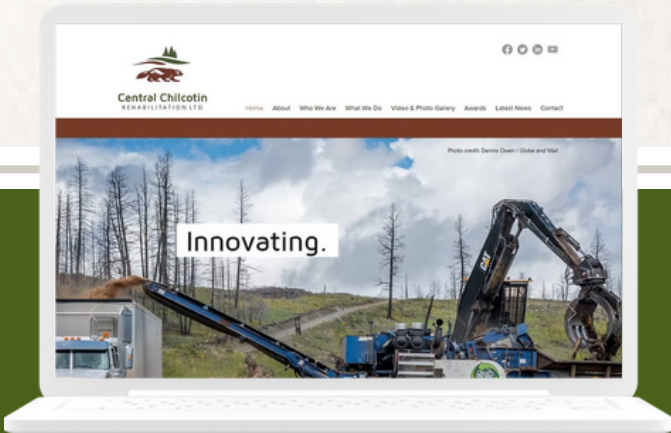 Central Chilcotin
REHABILITATION LTD.
Home About Who We Are What We Do Video & Photo Gallery Awards Latest News Contact
Photo credit: Dennis Owen / Globe and Mail
Innovating.
CAT